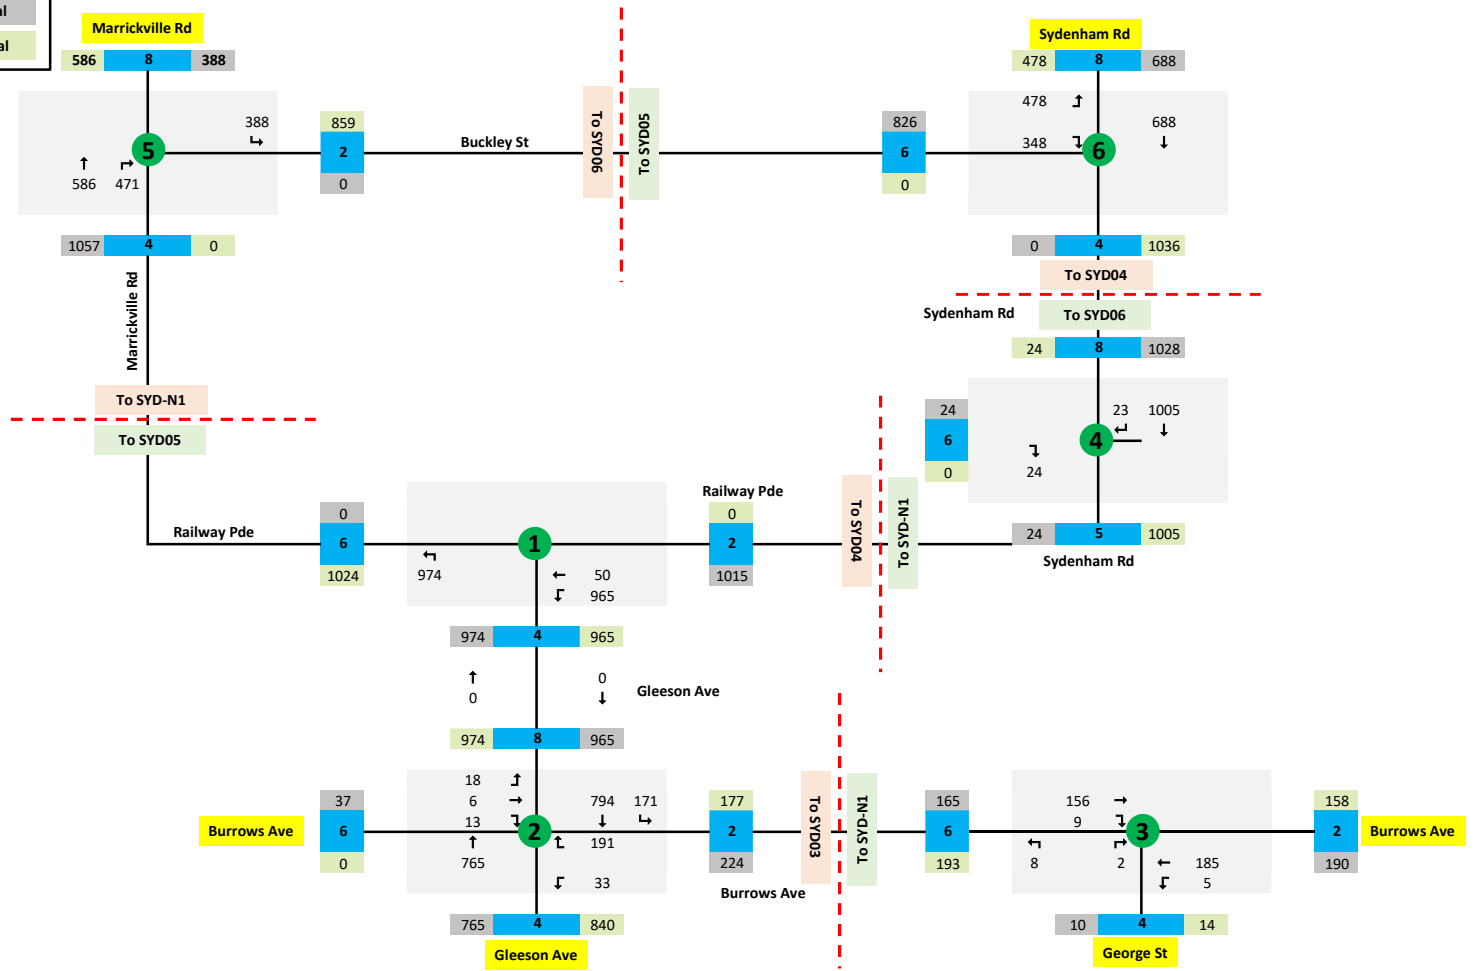 al
al
Marrickville Rd
586 8 388
388
5
586 471
859
2
0
Buckley St
To SYD06
To SYD05
826
6
0
Sydenham Rd
478 8 688
478
348
688
6
0 4 1036
To SYD04
1057 4 0
Marrickville Rd
To SYD-N1
To SYD05
Sydenham Rd
To SYD06
24 8 1028
24
6
0
23 1005
4
24
24 5 1005
Sydenham Rd
Railway Pde
0
6
1024
1
974
50
965
Railway Pde
0
2
1015
To SYD04
To SYD-N1
974 4 965
0 0
Gleeson Ave
974 8 965
Burrows Ave
37
6
0
18
6
13
794 171
2
191
765
33
177
2
224
Burrows Ave
To SYD03
To SYD-N1
165
6
193
156
9
3
8 2 185
5
158
2
190
Burrows Ave
765 4 840
Gleeson Ave
10 4 14
George St